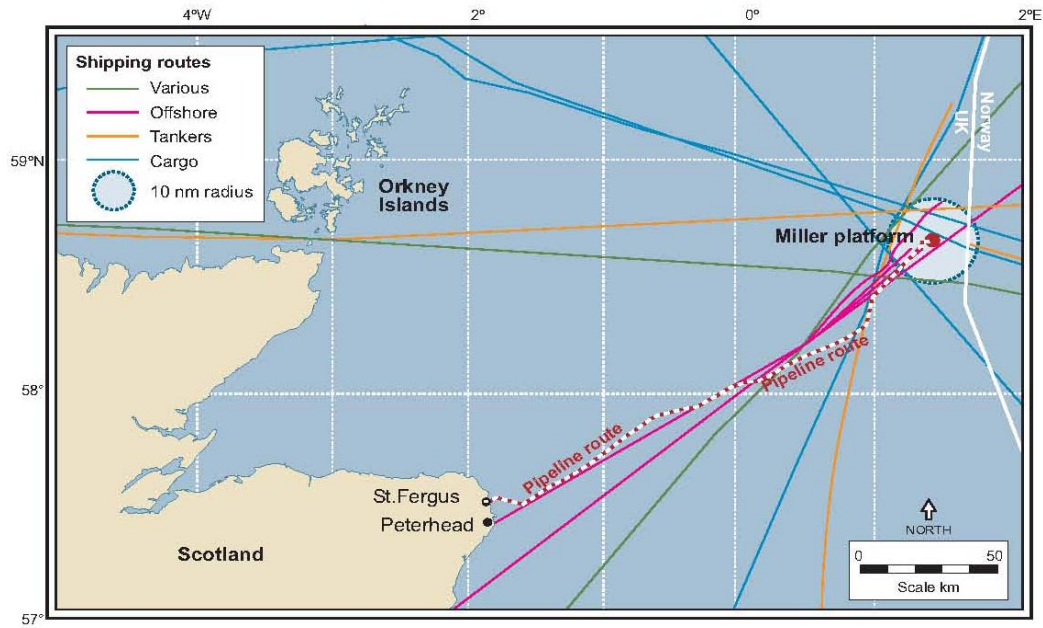 4°W
2°
0°
2°E
Shipping routes
Various
Offshore
Tankers
Cargo
10 nm radius
Norway
UK
59°N
Orkney
Islands
Miller platform
58°
Pipeline route
Pipeline route
St.Fergus
Peterhead
Scotland
NORTH
0
50
Scale km
57°